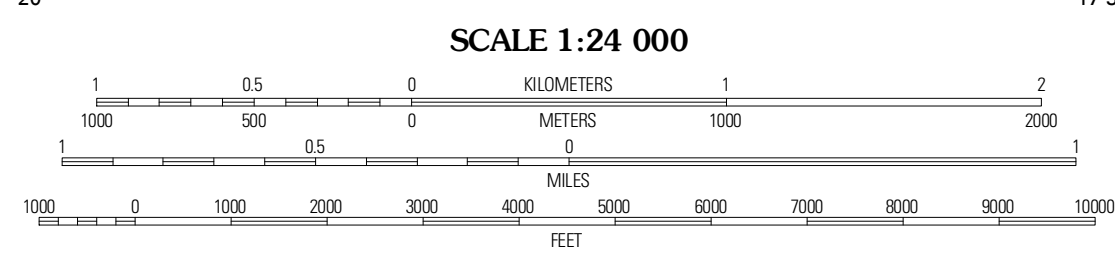 20
SCALE 1:24 000
1 0.5 0 KILOMETERS 1 2
1000 500 0 METERS 1000 2000
1 0.5 0 1
MILES
1000 0 1000 2000 3000 4000 5000 6000 7000 8000 9000 10000
FEET